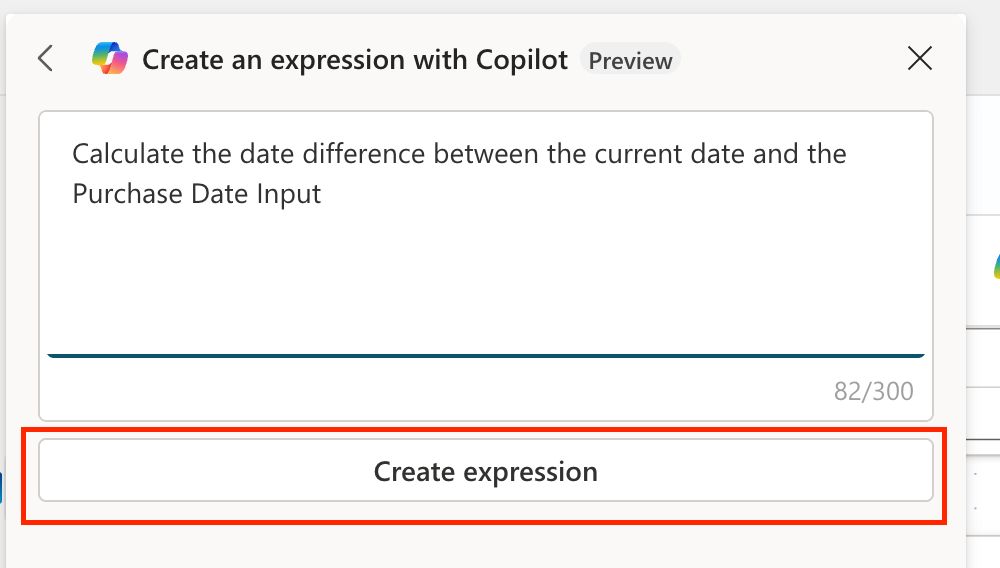 Create an expression with Copilot Preview
Calculate the date difference between the current date and the
Purchase Date Input
82/300
Create expression